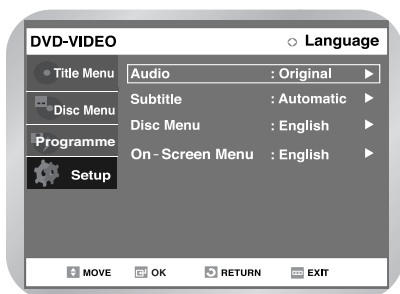 DVD-VIDEO
Language
Title Menu
Audio : Original
Disc Menu
Subtitle : Automatic
Disc Menu : English
Programme
On-Screen Menu : English
Setup
MOVE OK RETURN EXIT